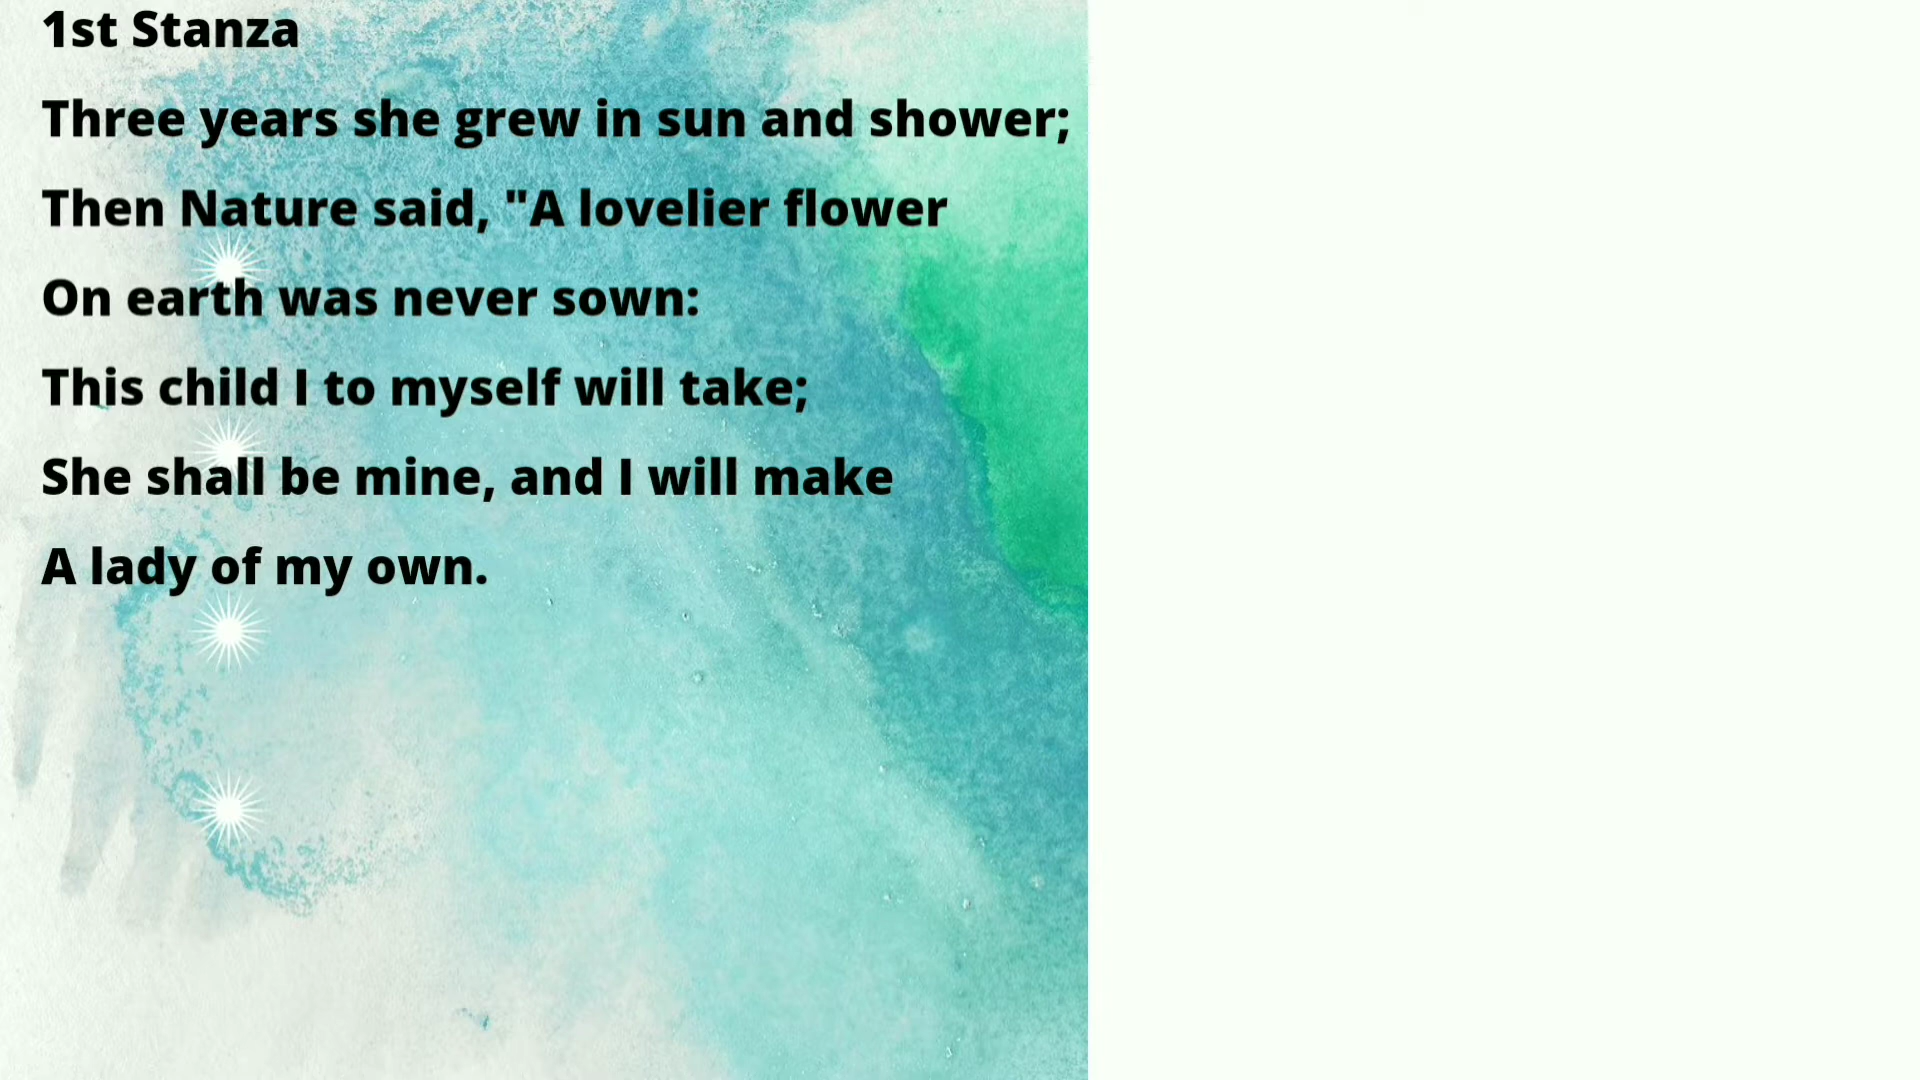 1st Stanza
Three years she grew in sun and shower;
Then Nature said, "A lovelier flower
On earth was never sown:
This child I to myself will take;
She shall be mine, and I will make
A lady of my own.